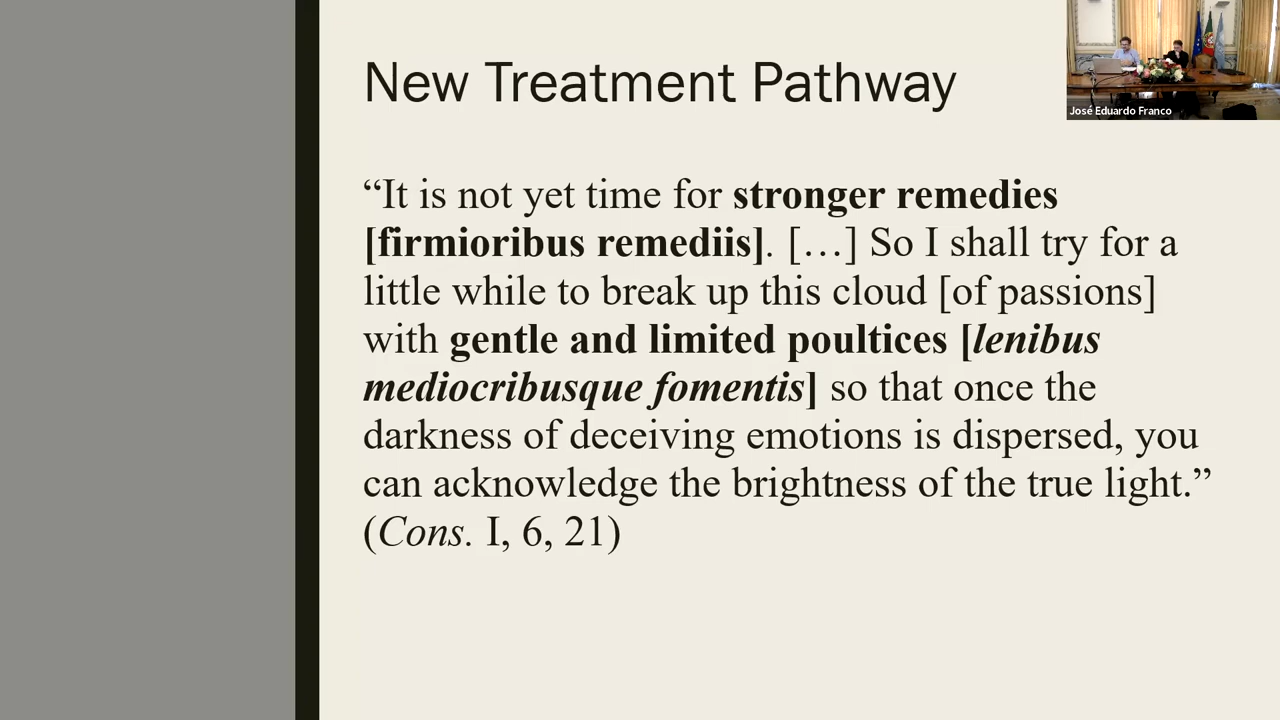 New Treatment Pathway
José Eduardo Franco
“It is not yet time for stronger remedies
[firmioribus remediis]. […] So I shall try for a
little while to break up this cloud [of passions]
with gentle and limited poultices [lenibus
mediocribusque fomentis] so that once the
darkness of deceiving emotions is dispersed, you
can acknowledge the brightness of the true light.”
(Cons. I, 6, 21)